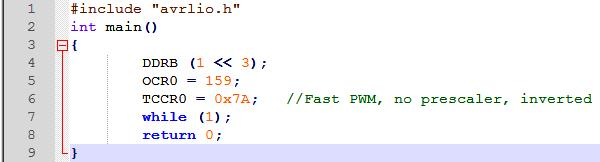 1 #include "avrlio.h"
2 int main()
3 {
4 DDRB (1 << 3);
5 OCR0 = 159;
6 TCCR0 = 0x7A; //Fast PWM, no prescaler, inverted
7 while (1);
8 return 0;
9 }